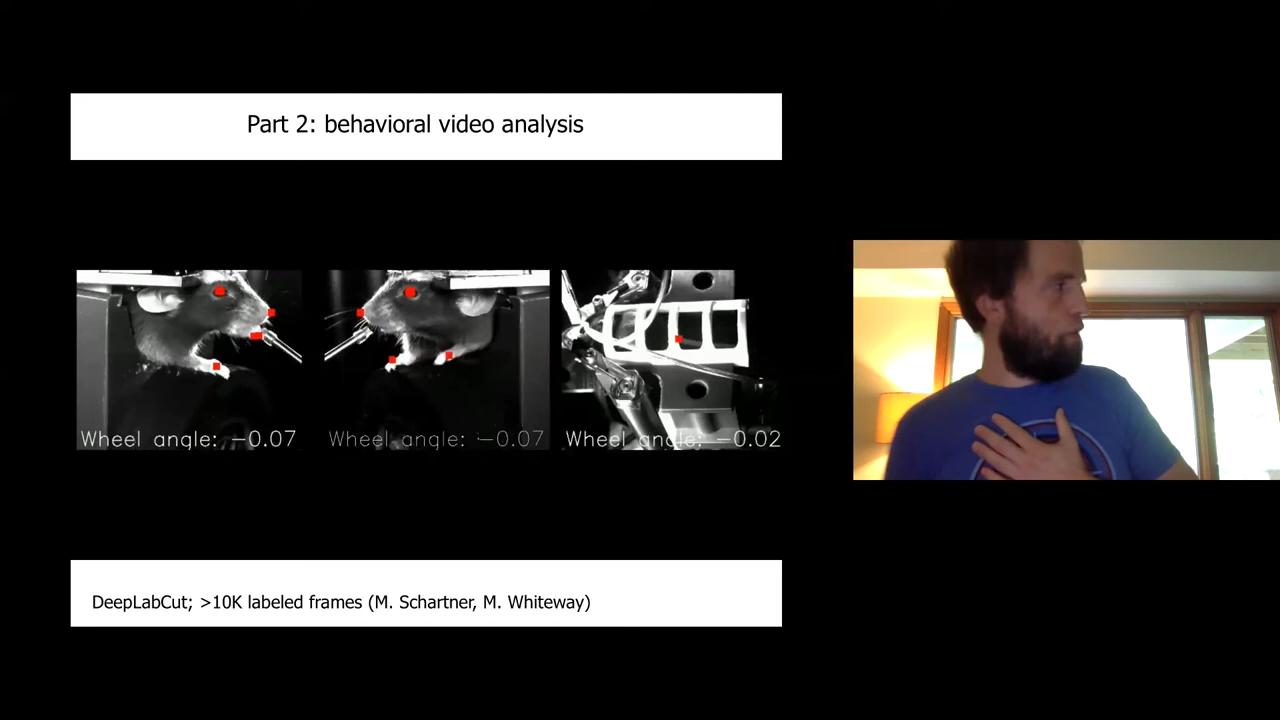 Part 2: behavioral video analysis
Wheel angle: −0.07
Wheel angle: −0.07
Wheel angle: −0.02
DeepLabCut; >10K labeled frames (M. Schartner, M. Whiteway)